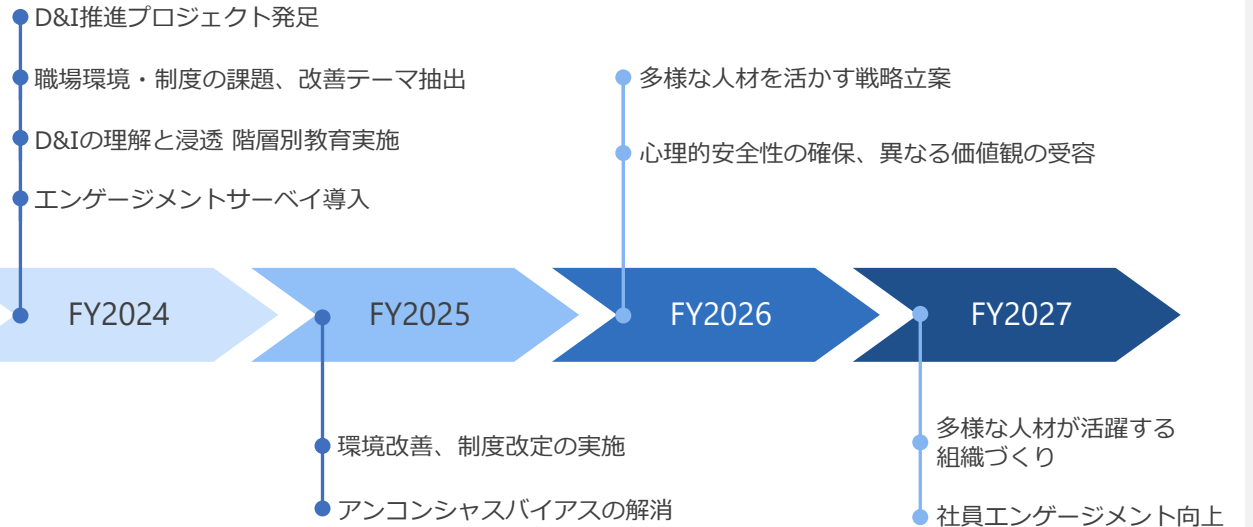 D&I推進プロジェクト発足
職場環境・制度の課題、改善テーマ抽出
D&Iの理解と浸透 階層別教育実施
エンゲージメントサーベイ導入
多様な人材を活かす戦略立案
心理的安全性の確保、異なる価値観の受容
FY2024
FY2025
FY2026
FY2027
環境改善、制度改定の実施
アンコンシャスバイアスの解消
多様な人材が活躍する
組織づくり
社員エンゲージメント向上